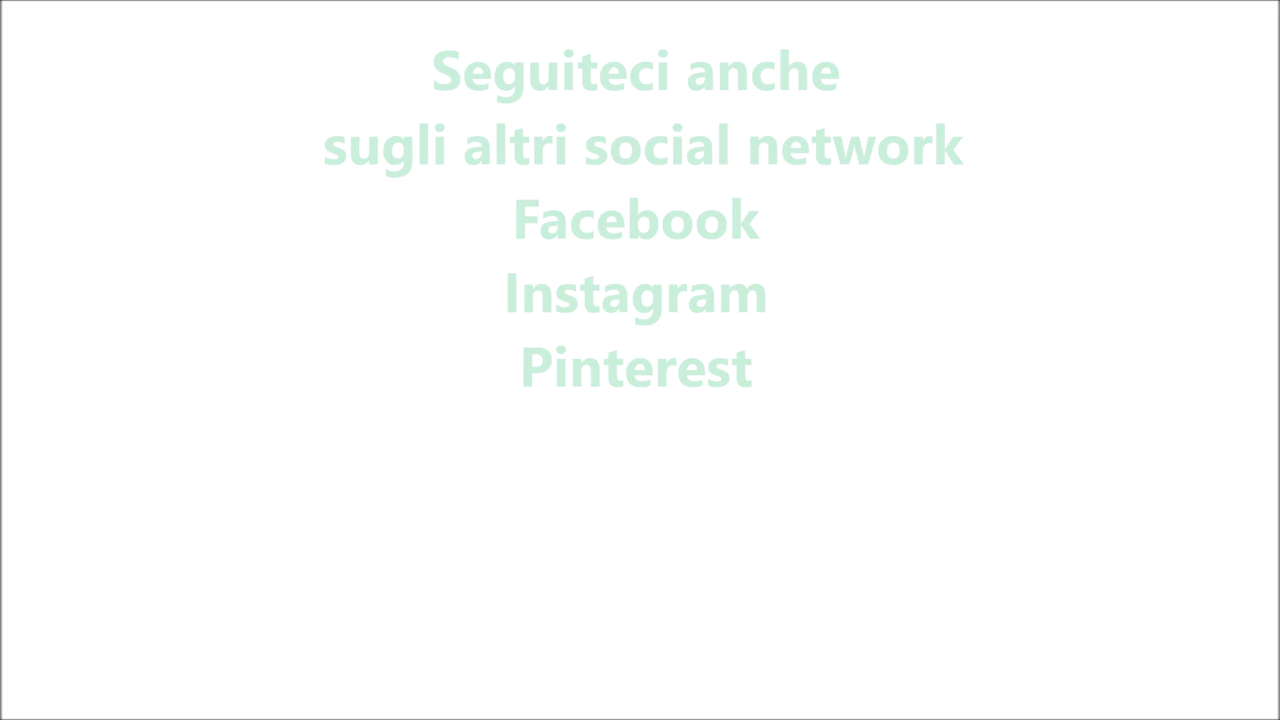 Seguiteci anche
sugli altri social network
Facebook
Instagram
Pinterest